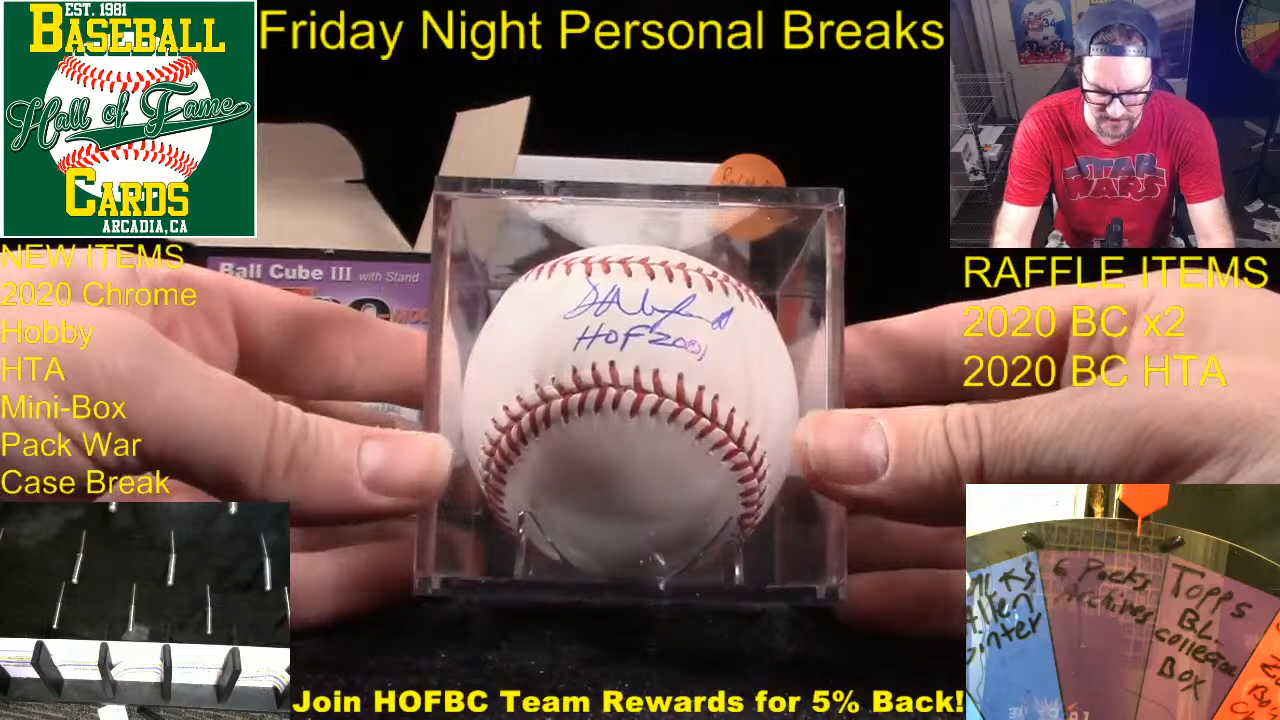 EST. 1981
BASEBALL
Hall of Fame
CARDS
ARCADIA, CA
Friday Night Personal Breaks
NEW ITEMS
2020 Chrome
Hobby
HTA
Mini-Box
Pack War
Case Break
Ball Cube III with Stand
HOF 2001
STAR
WARS
RAFFLE ITEMS
2020 BC x2
2020 BC HTA
6 Packs
Archives
TOPPS
BL.
College
BOX
Join HOFBC Team Rewards for 5% Back!